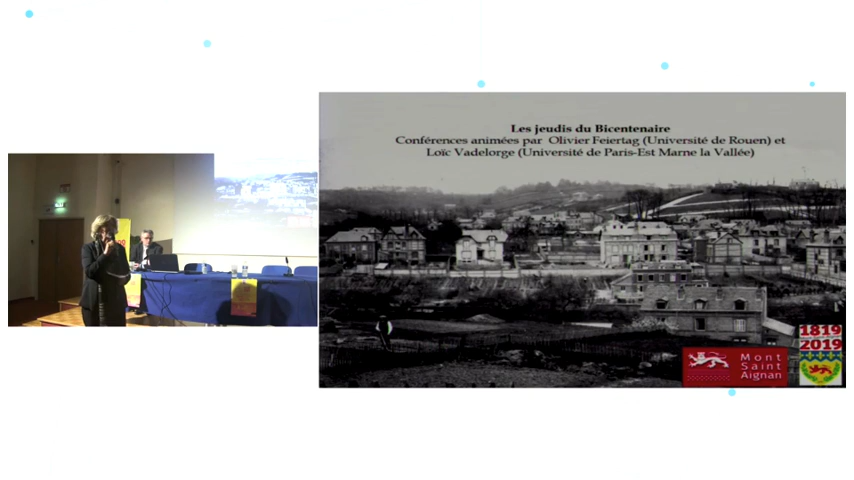 Les jeudis du Bicentenaire
Conférences animées par Olivier Feiertag (Université de Rouen) et
Loïc Vadelorge (Université de Paris-Est Marne la Vallée)
Mont
Saint
Aignan
1819
2019